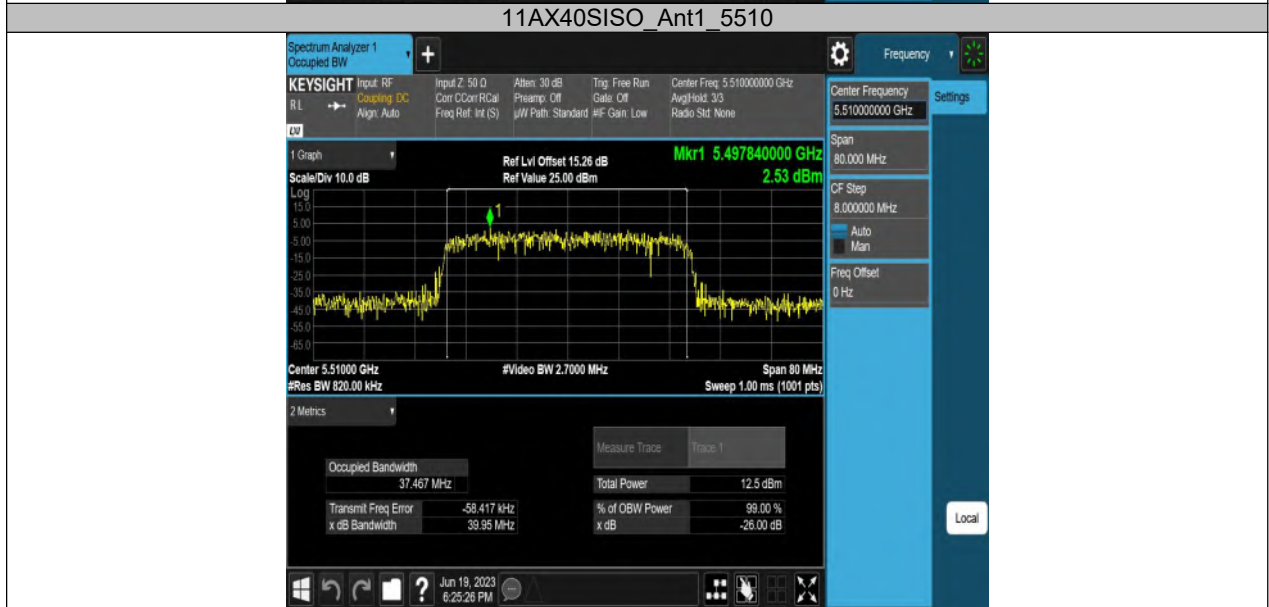 11AX40SISO_Ant1_5510
Spectrum Analyzer 1
Occupied BW
+
Frequency
KEYSIGHT
RL
LXI
Input: RF
Coupling: DC
Align: Auto
Input Z: 50 Ω
Corr CCorr RCal
Freq Ref: Int (S)
Atten: 30 dB
Preamp: Off
µW Path: Standard
Trig: Free Run
Gate: Off
#IF Gain: Low
Center Freq: 5.510000000 GHz
Avg|Hold: 3/3
Radio Std: None
Center Frequency
5.510000000 GHz
Settings
Span
80.000 MHz
CF Step
8.000000 MHz
Auto
Man
Freq Offset
0 Hz
Local
1 Graph
Scale/Div 10.0 dB
Ref Lvl Offset 15.26 dB
Ref Value 25.00 dBm
Mkr1 5.497840000 GHz
2.53 dBm
Log
15.0
5.00
-5.00
-15.0
-25.0
-35.0
-45.0
-55.0
-65.0
1
Center 5.51000 GHz
#Res BW 820.00 kHz
#Video BW 2.7000 MHz
Span 80 MHz
Sweep 1.00 ms (1001 pts)
2 Metrics
Measure Trace Trace 1
Occupied Bandwidth
37.467 MHz
Total Power 12.5 dBm
Transmit Freq Error -58.417 kHz
% of OBW Power 99.00 %
x dB Bandwidth 39.95 MHz
x dB -26.00 dB
?
Jun 19, 2023
6:25:26 PM